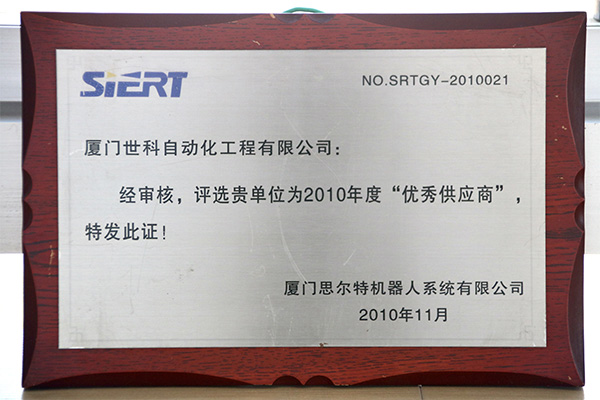 SIERT
NO.SRTGY-2010021
厦门世科自动化工程有限公司：
经审核，评选贵单位为2010年度“优秀供应商”，
特发此证！
厦门思尔特机器人系统有限公司
2010年11月